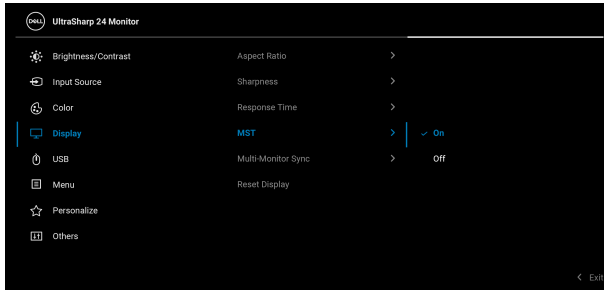 DELL UltraSharp 24 Monitor
Brightness/Contrast Aspect Ratio
Input Source Sharpness
Color Response Time
Display MST On
USB Multi-Monitor Sync Off
Menu Reset Display
Personalize
Others
Exit